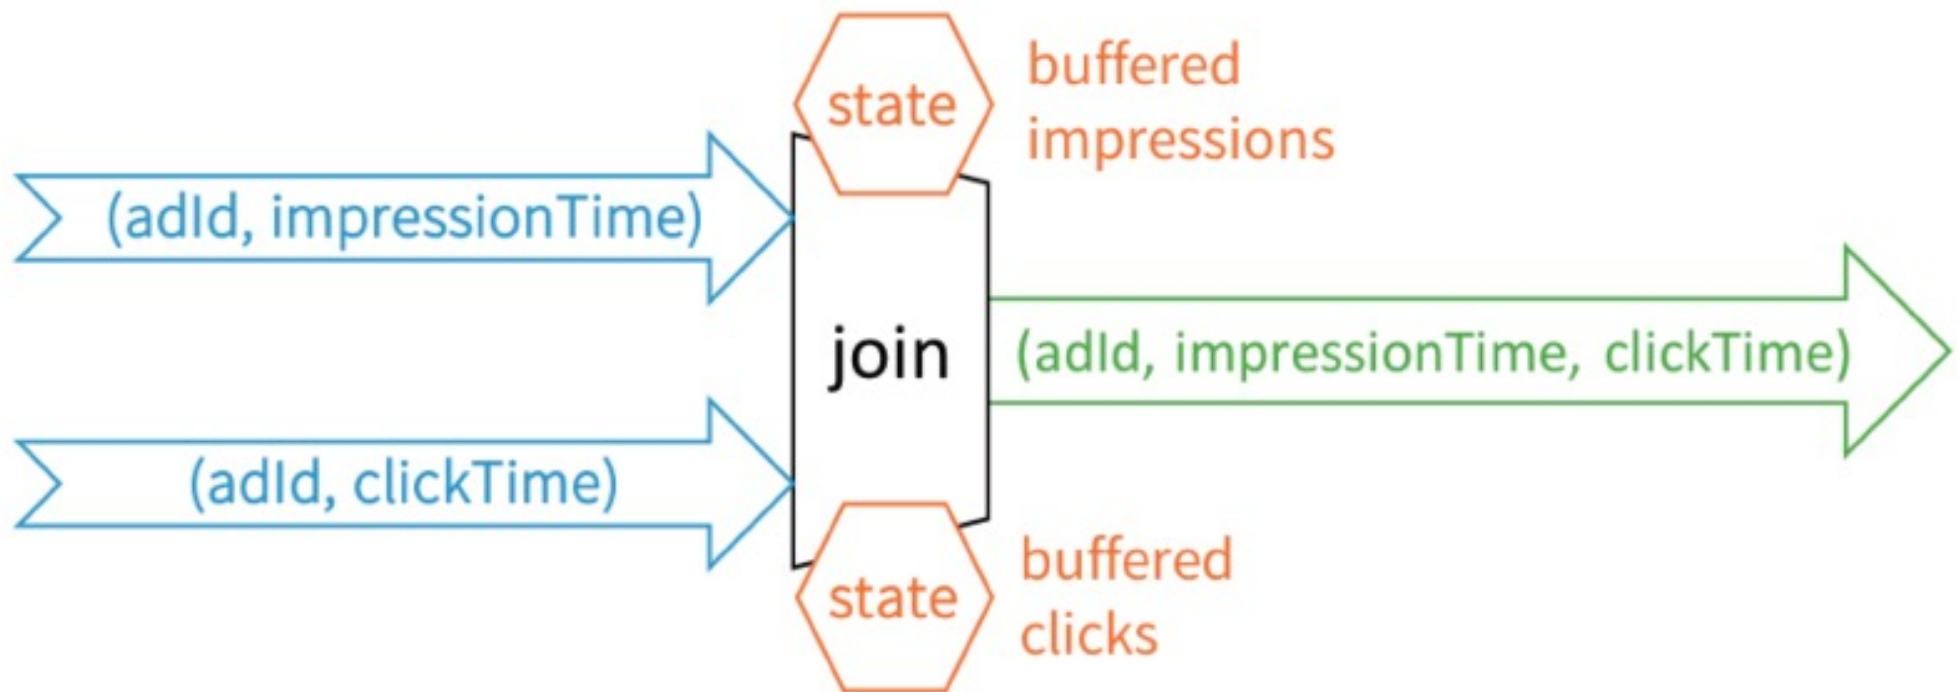 state
buffered
impressions
(adId, impressionTime)
join
(adId, impressionTime, clickTime)
(adId, clickTime)
state
buffered
clicks